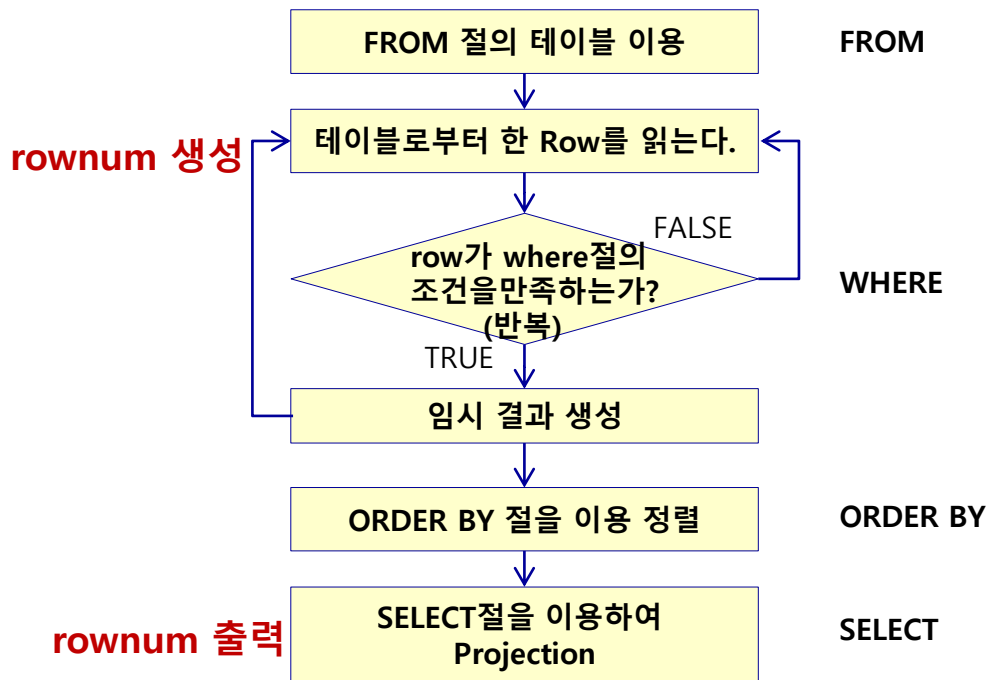 FROM 절의 테이블 이용
FROM
rownum 생성
테이블로부터 한 Row를 읽는다.
FALSE
row가 where절의
조건을만족하는가?
(반복)
WHERE
TRUE
임시 결과 생성
ORDER BY 절을 이용 정렬
ORDER BY
rownum 출력
SELECT절을 이용하여
Projection
SELECT